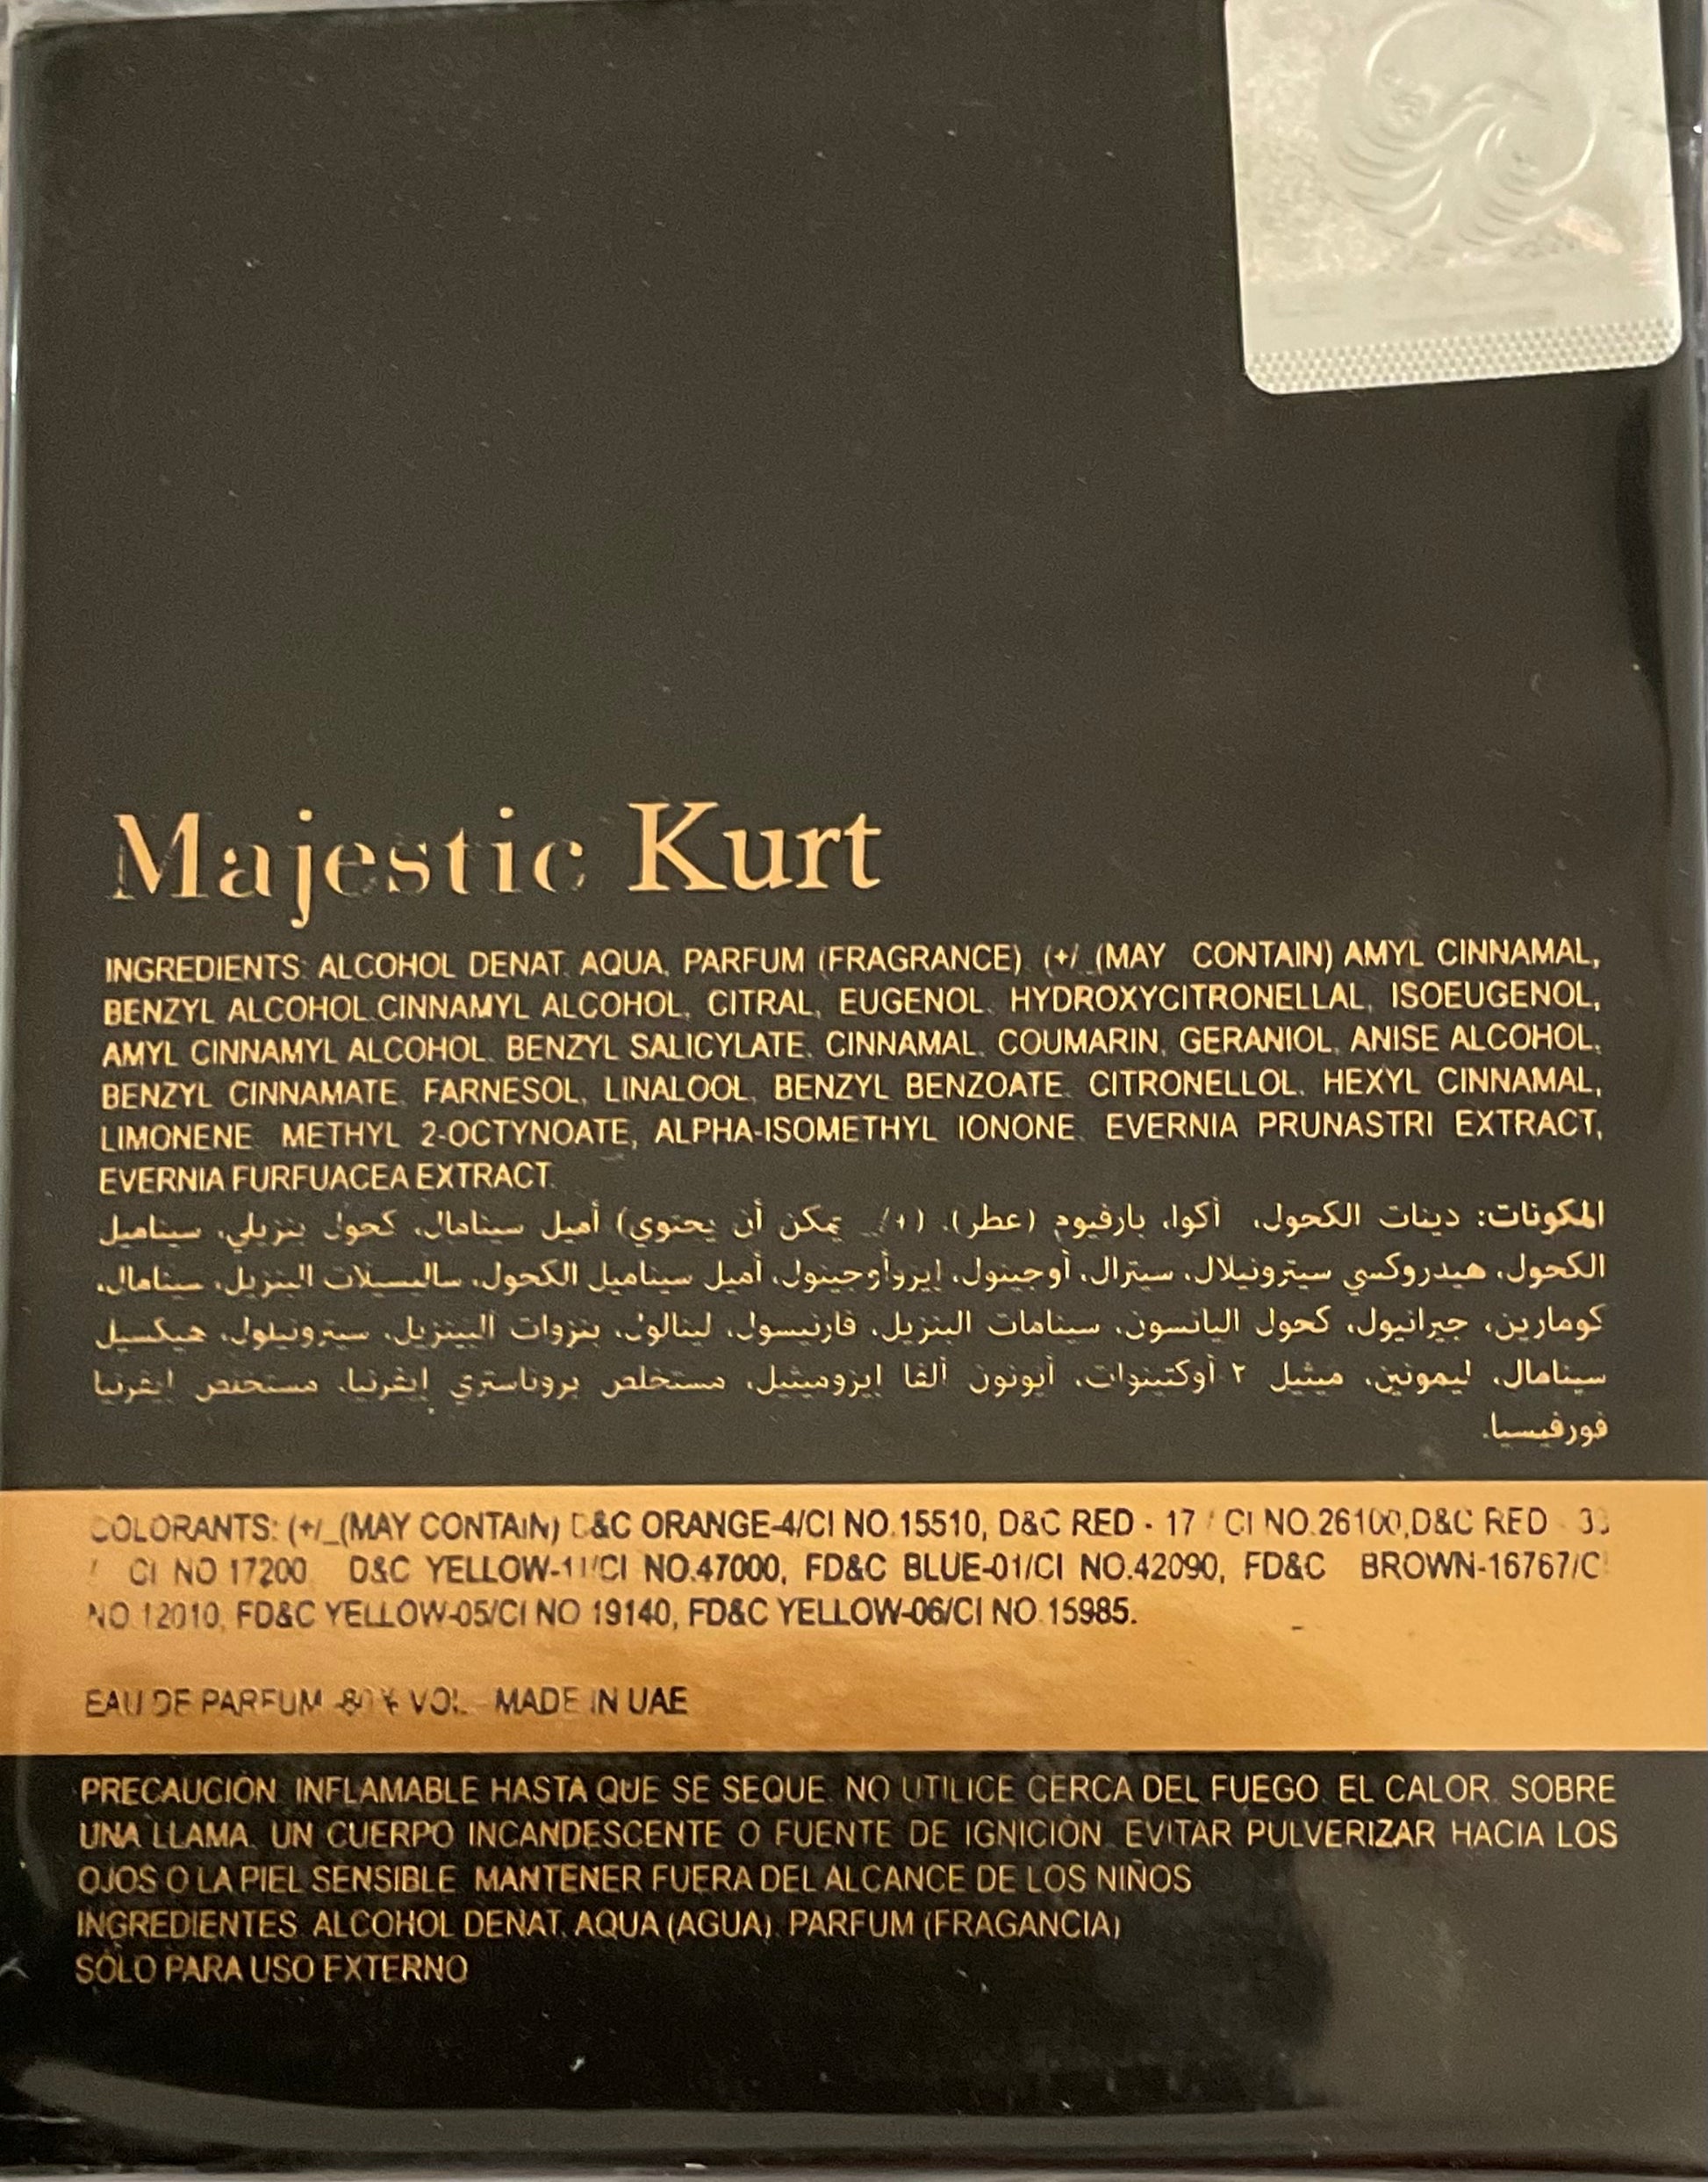 Majestic Kurt
INGREDIENTS: ALCOHOL DENAT. AQUA, PARFUM (FRAGRANCE). (+/_(MAY CONTAIN) AMYL CINNAMAL,
BENZYL ALCOHOL,CINNAMYL ALCOHOL, CITRAL, EUGENOL, HYDROXYCITRONELLAL, ISOEUGENOL,
AMYL CINNAMYL ALCOHOL, BENZYL SALICYLATE, CINNAMAL, COUMARIN, GERANIOL, ANISE ALCOHOL,
BENZYL CINNAMATE, FARNESOL, LINALOOL, BENZYL BENZOATE, CITRONELLOL, HEXYL CINNAMAL,
LIMONENE, METHYL 2-OCTYNOATE, ALPHA-ISOMETHYL IONONE, EVERNIA PRUNASTRI EXTRACT,
EVERNIA FURFUACEA EXTRACT.
المكونات: دينات الكحول، أكوا، بارفيوم (عطر). (+/_ يمكن أن يحتوي) أميل سينامال، كحول بنزيلي، سيناميل
الكحول، هيدروكسي سيترونيلال، سيترال، أوجينول، إيزوأوجينول، أميل سيناميل الكحول، ساليسيلات البنزيل، سينامال،
كومارين، جيرانيول، كحول اليانسون، سينامات البنزيل، فارنيسول، لينالول، بنزوات البينزيل، سيترونيلول، هيكسيل
سينامال، ليمونين، ميثيل ٢ أوكتينوات، أيونون ألفا إيزوميثيل، مستخلص بروناستري إيفرنيا، مستخلص إيفرنيا
فورفيسيا.
COLORANTS: (+/_(MAY CONTAIN) D&C ORANGE-4/CI NO.15510, D&C RED - 17 / CI NO.26100,D&C RED - 33
/ CI NO 17200, D&C YELLOW-11/CI NO.47000, FD&C BLUE-01/CI NO.42090, FD&C BROWN-16767/CI
NO.12010, FD&C YELLOW-05/CI NO 19140, FD&C YELLOW-06/CI NO.15985.
EAU DE PARFUM -80% VOL - MADE IN UAE
PRECAUCIÓN: INFLAMABLE HASTA QUE SE SEQUE. NO UTILICE CERCA DEL FUEGO, EL CALOR, SOBRE
UNA LLAMA, UN CUERPO INCANDESCENTE O FUENTE DE IGNICIÓN. EVITAR PULVERIZAR HACIA LOS
OJOS O LA PIEL SENSIBLE. MANTENER FUERA DEL ALCANCE DE LOS NIÑOS
INGREDIENTES: ALCOHOL DENAT, AQUA (AGUA), PARFUM (FRAGANCIA)
SÓLO PARA USO EXTERNO